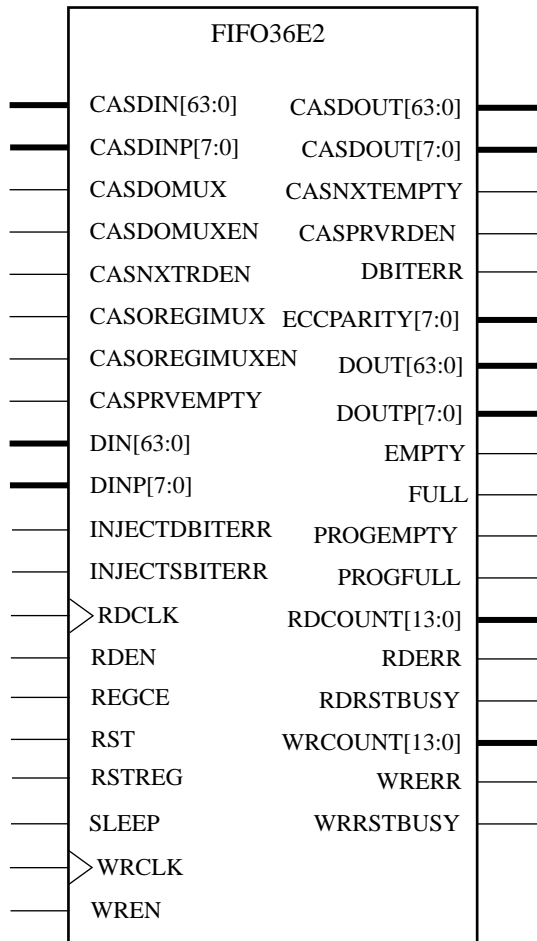 FIFO36E2
CASDIN[63:0]
CASDINP[7:0]
CASDOMUX
CASDOMUXEN
CASNXTRDEN
CASOREGIMUX
CASOREGIMUXEN
CASPRVEMPTY
DIN[63:0]
DINP[7:0]
INJECTDBITERR
INJECTSBITERR
RDCLK
RDEN
REGCE
RST
RSTREG
SLEEP
WRCLK
WREN
CASDOUT[63:0]
CASDOUT[7:0]
CASNXTEMPTY
CASPRVRDEN
DBITERR
ECCPARITY[7:0]
DOUT[63:0]
DOUTP[7:0]
EMPTY
FULL
PROGEMPTY
PROGFULL
RDCOUNT[13:0]
RDERR
RDRSTBUSY
WRCOUNT[13:0]
WRERR
WRRSTBUSY